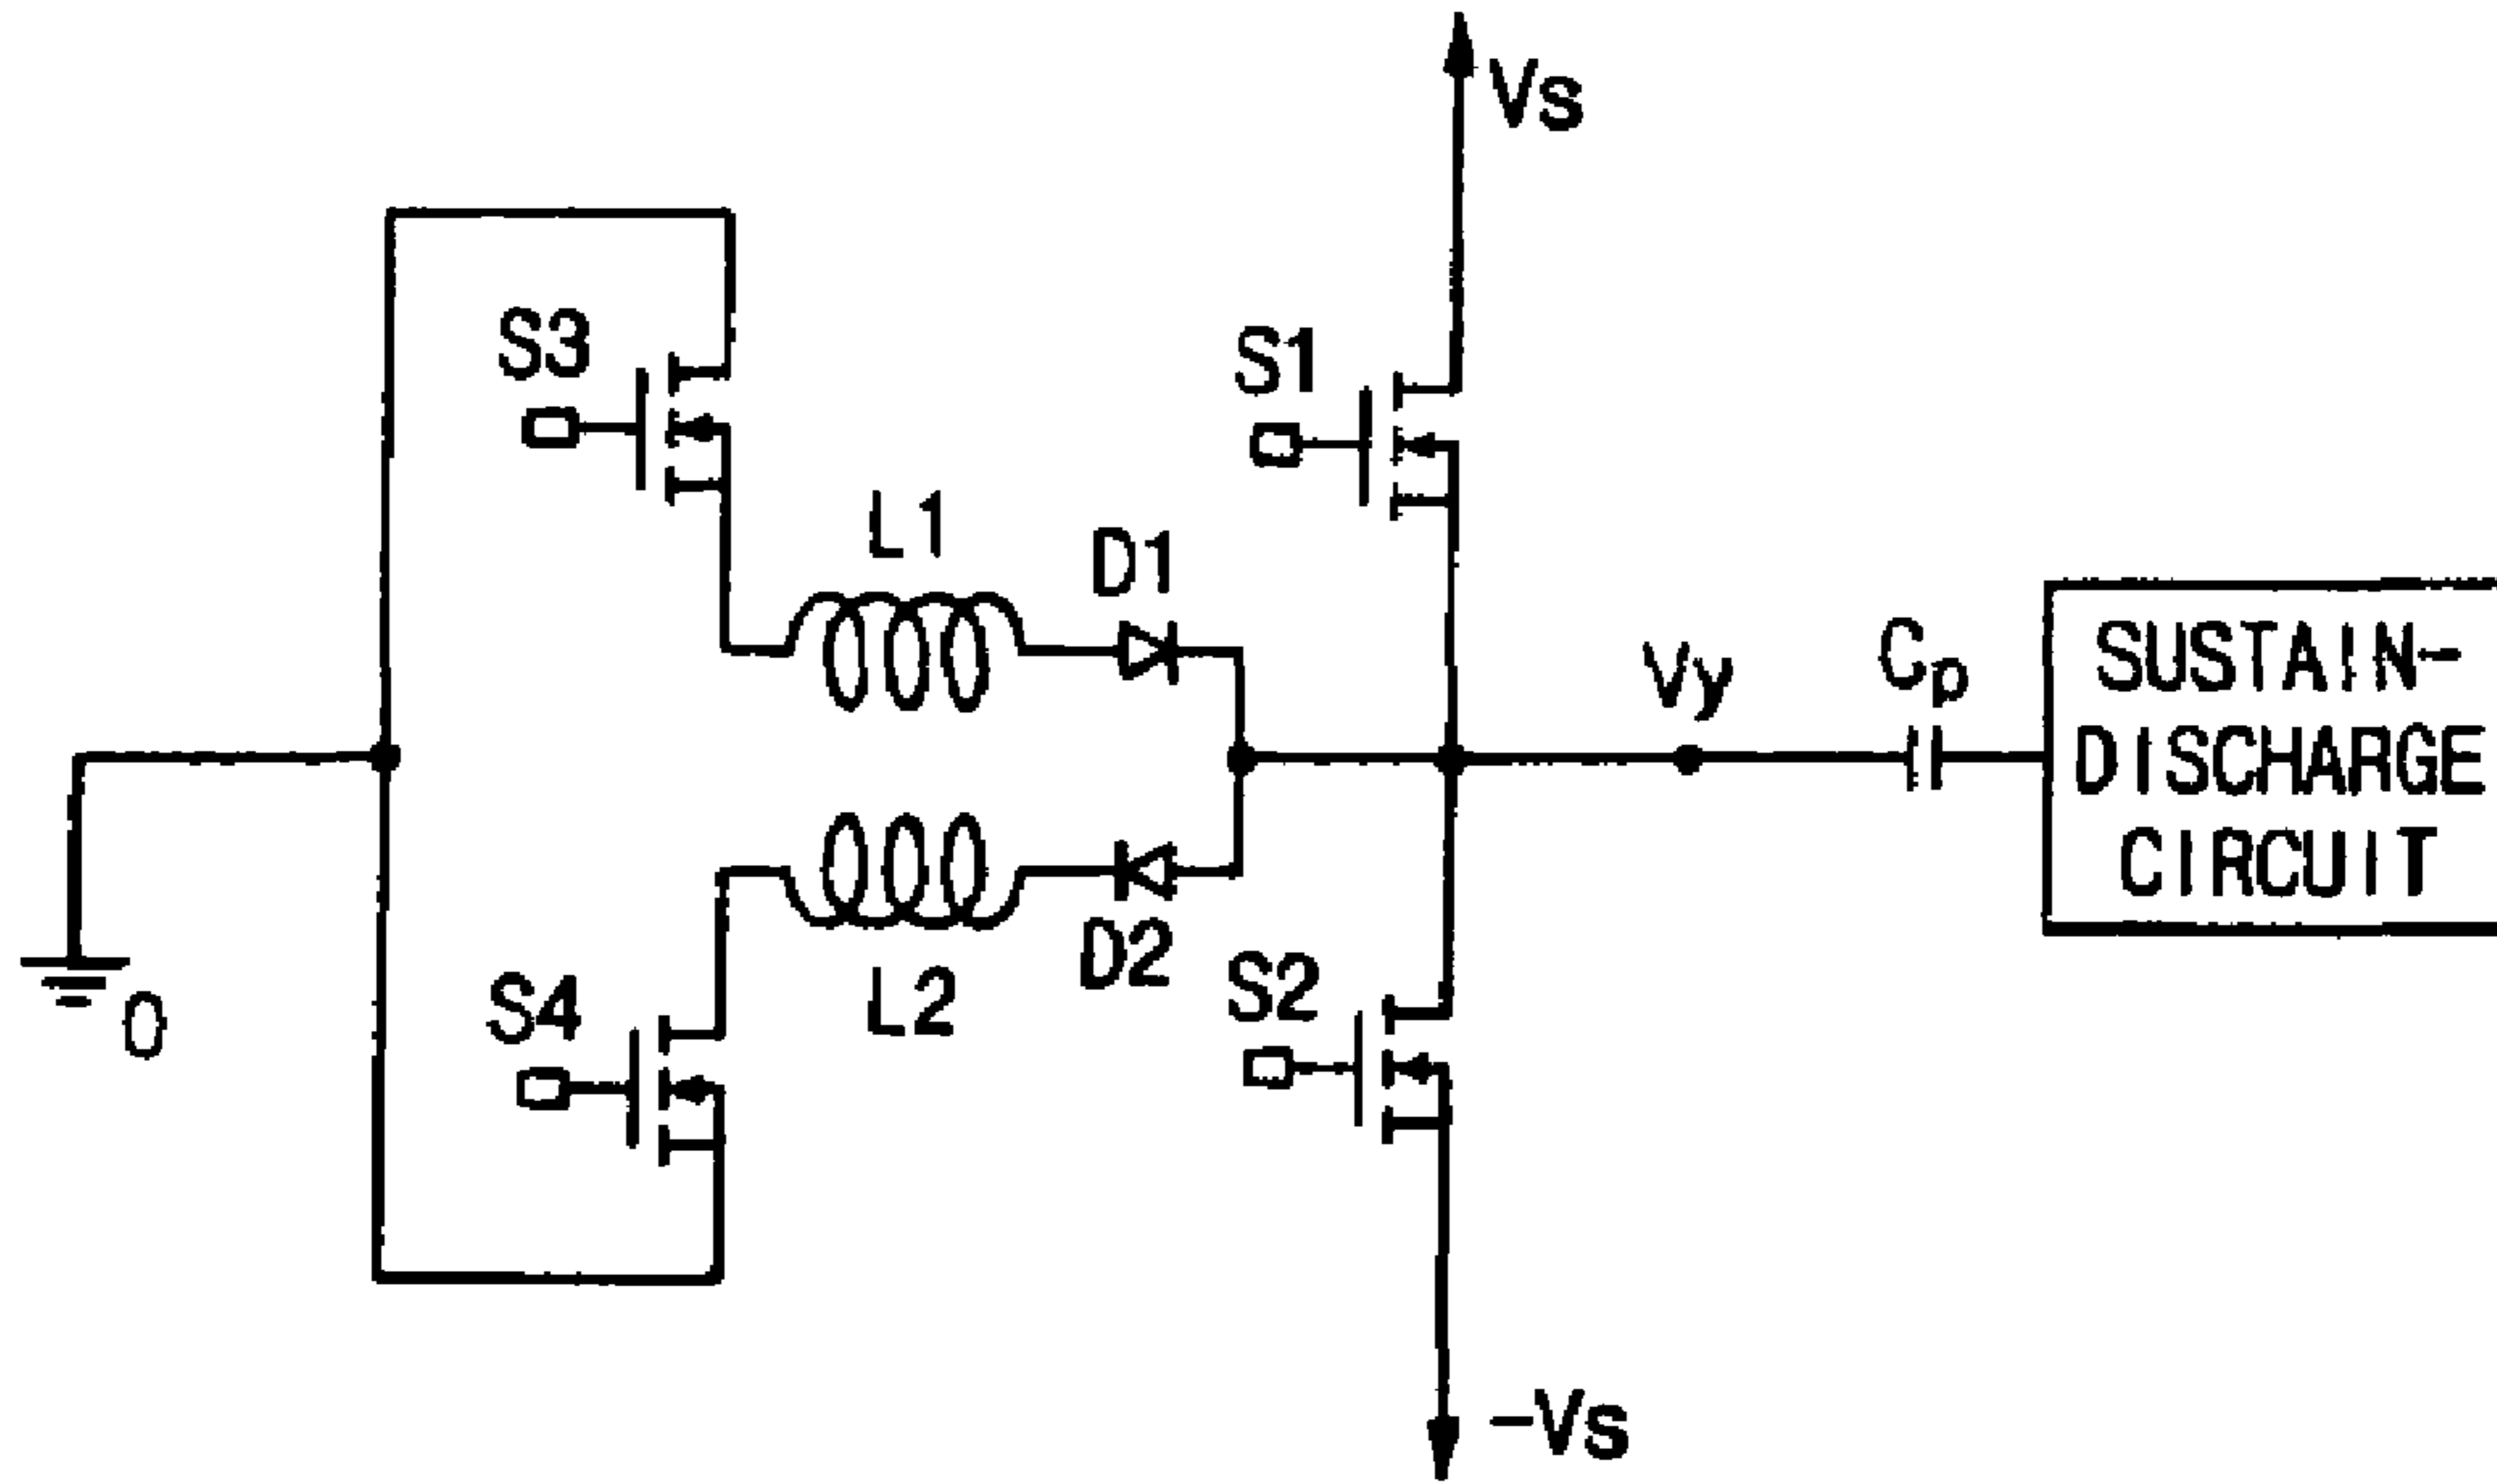 Vs
S3
S1
L1
D1
Vy
Cp
SUSTAIN-
DISCHARGE
CIRCUIT
D2
S2
L2
S4
0
-Vs